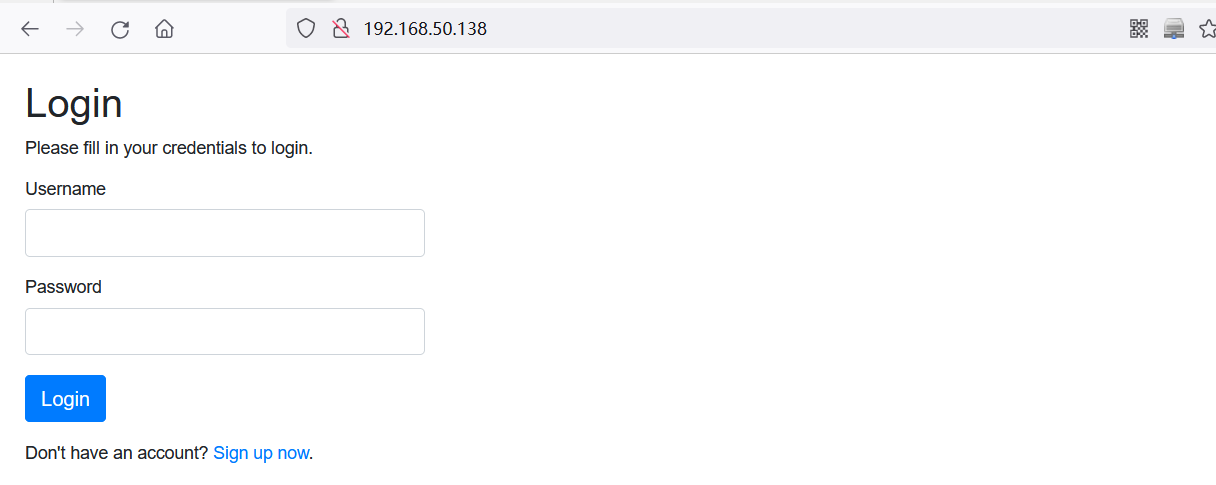 192.168.50.138
Login
Please fill in your credentials to login.
Username
Password
Login
Don't have an account? Sign up now.